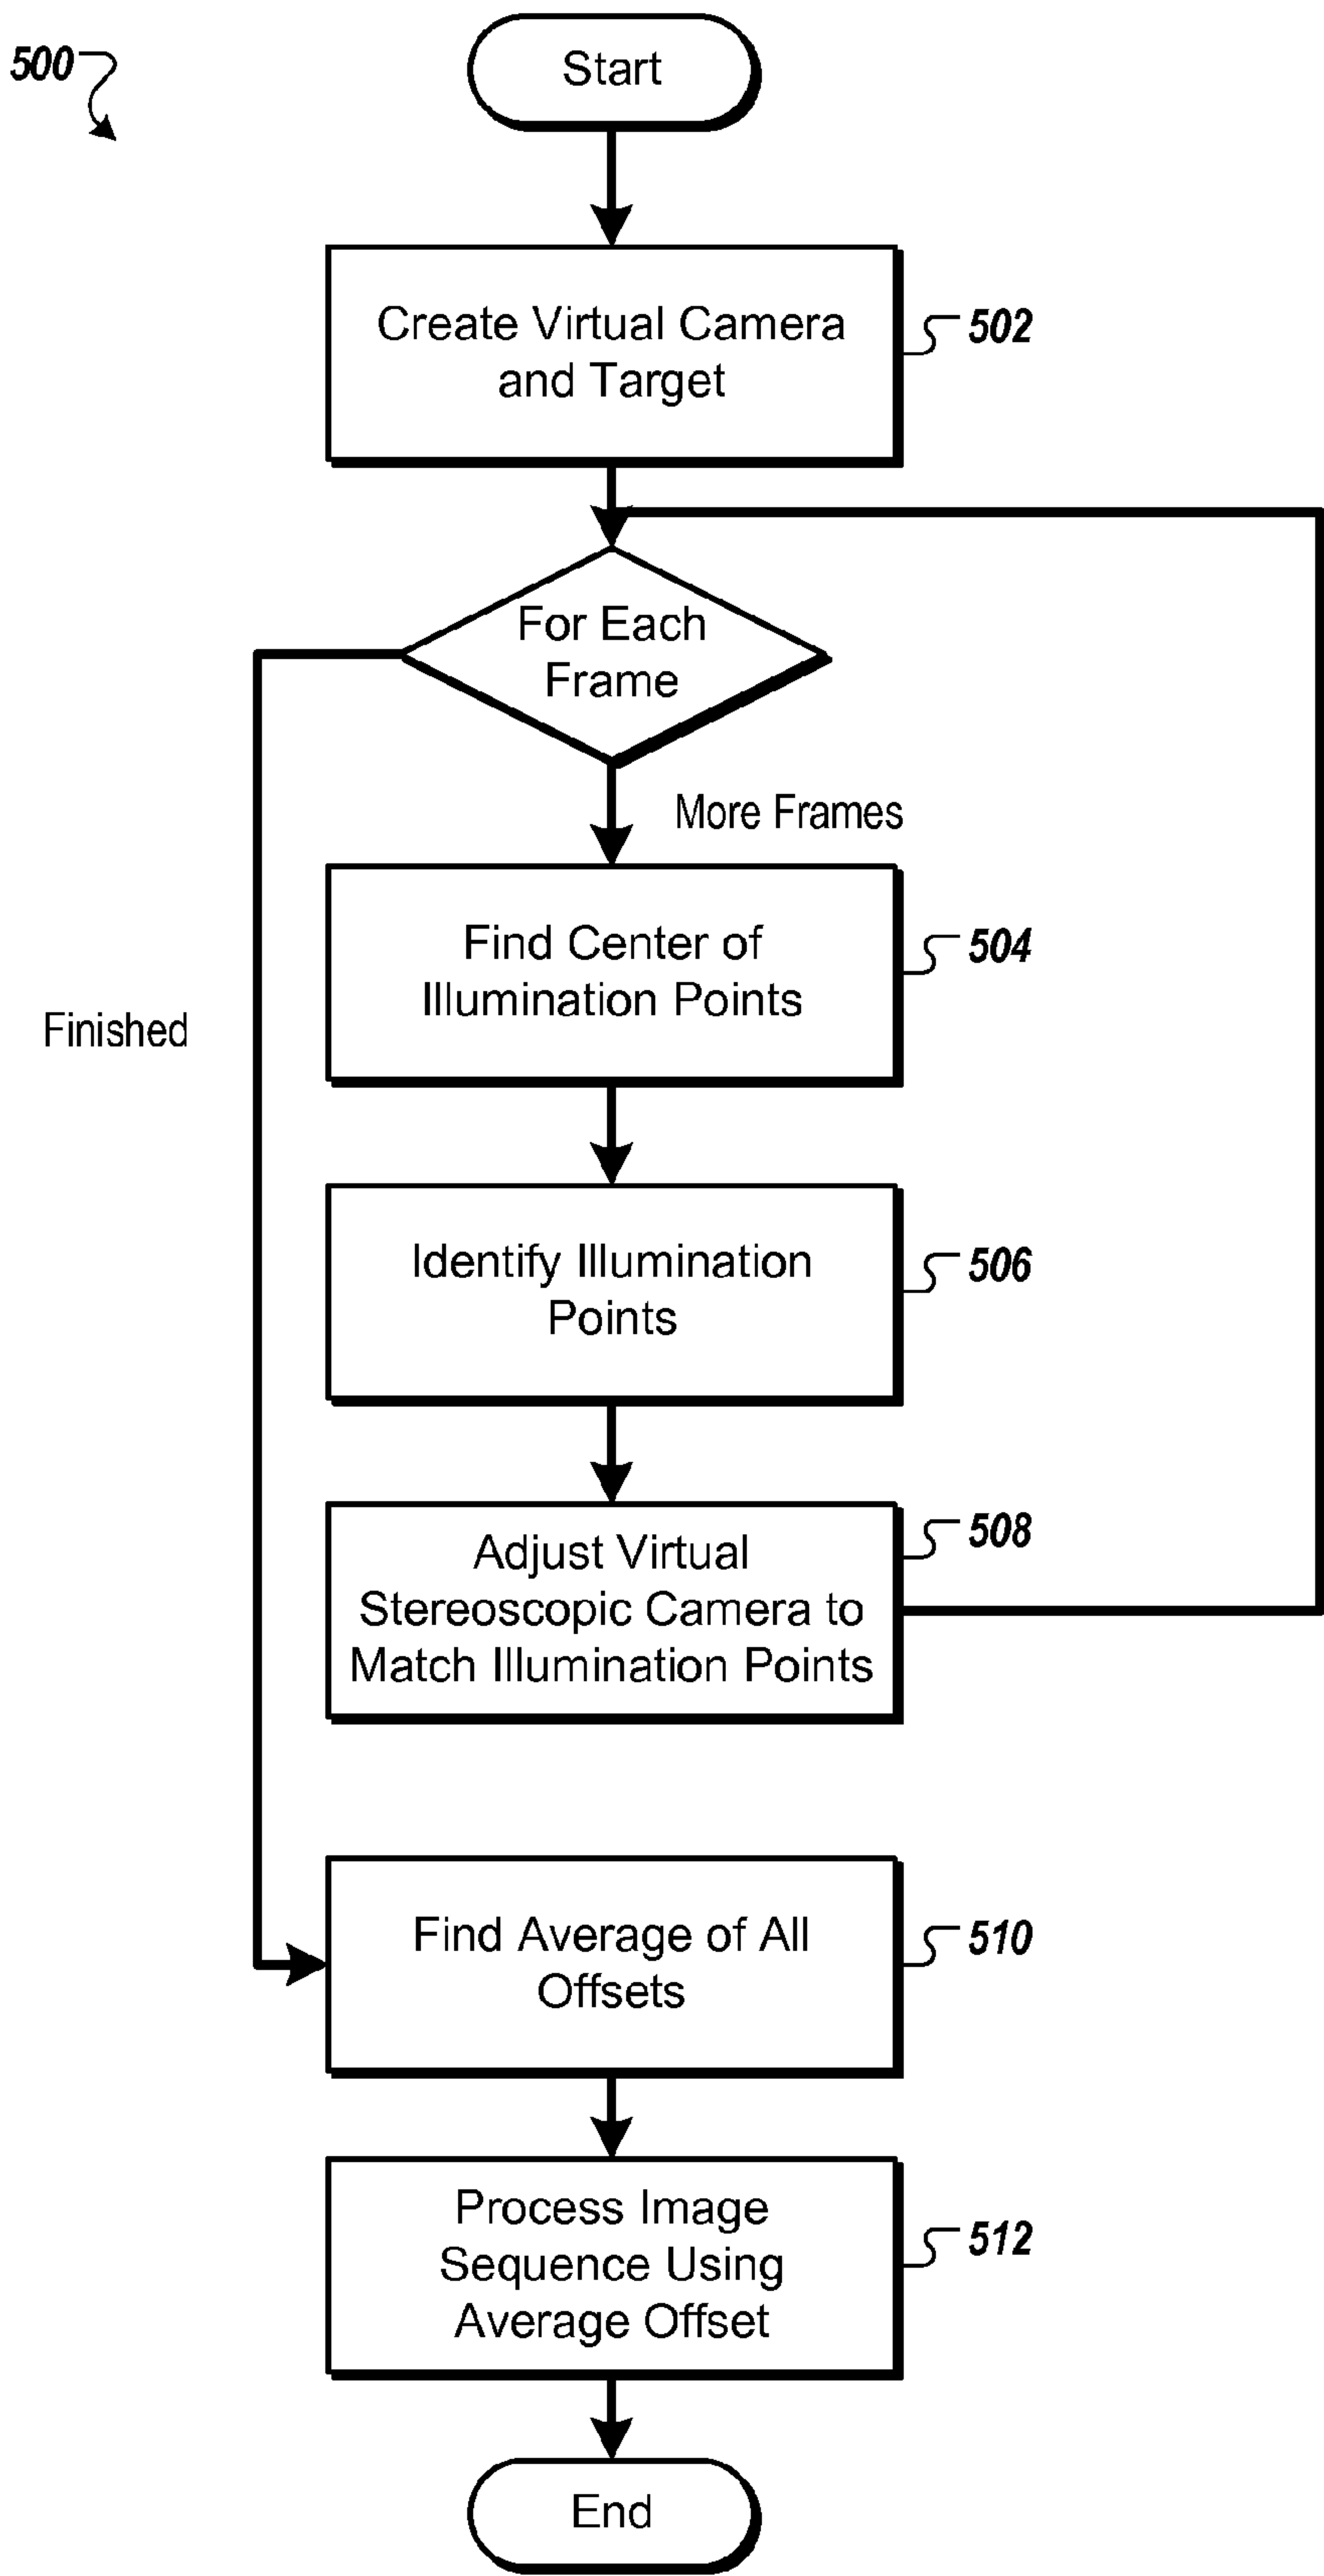 500
Start
Create Virtual Camera
and Target
502
For Each
Frame
More Frames
Find Center of
Illumination Points
504
Finished
Identify Illumination
Points
506
Adjust Virtual
Stereoscopic Camera to
Match Illumination Points
508
Find Average of All
Offsets
510
Process Image
Sequence Using
Average Offset
512
End